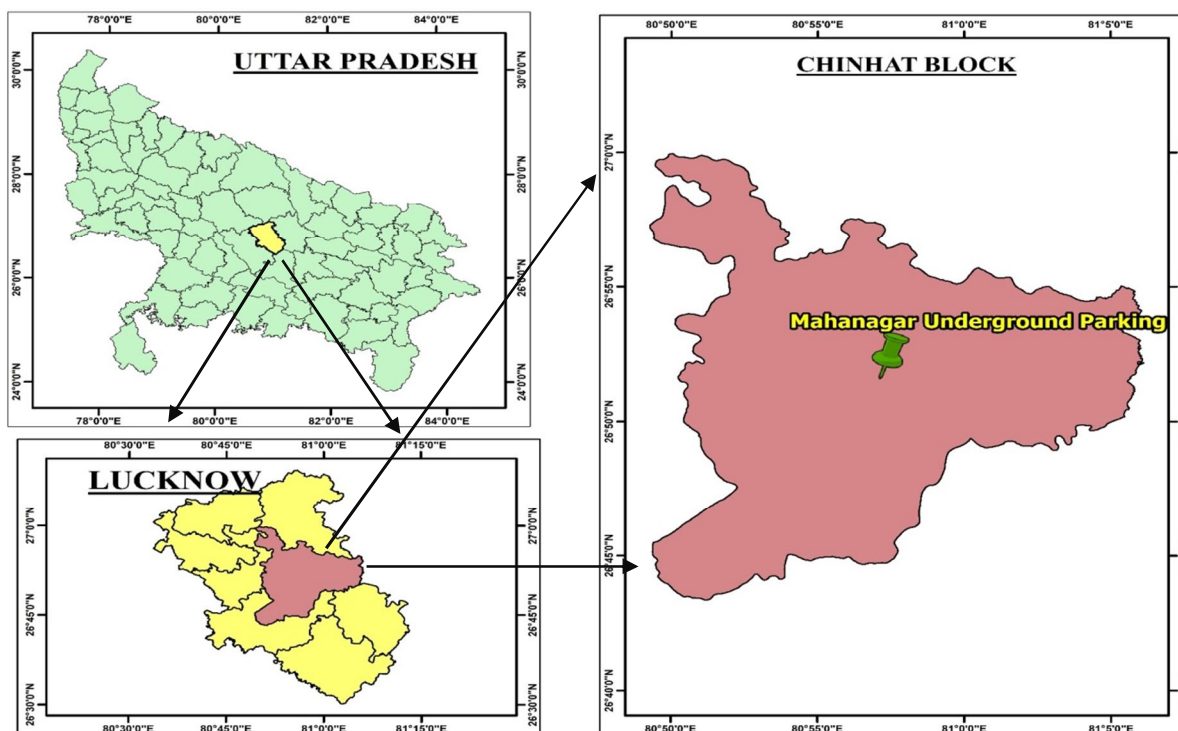 78°0'0"E 80°0'0"E 82°0'0"E 84°0'0"E
UTTAR PRADESH
30°0'0"N 30°0'0"N
28°0'0"N 28°0'0"N
26°0'0"N 26°0'0"N
24°0'0"N 24°0'0"N
78°0'0"E 80°0'0"E 82°0'0"E 84°0'0"E
80°30'0"E 80°45'0"E 81°0'0"E 81°15'0"E
LUCKNOW
27°0'0"N 27°0'0"N
26°45'0"N 26°45'0"N
26°30'0"N 26°30'0"N
80°30'0"E 80°45'0"E 81°0'0"E 81°15'0"E
80°50'0"E 80°55'0"E 81°0'0"E 81°5'0"E
CHINHAT BLOCK
27°0'0"N
26°55'0"N
Mahanagar Underground Parking
26°50'0"N
26°45'0"N
26°40'0"N
80°50'0"E 80°55'0"E 81°0'0"E 81°5'0"E